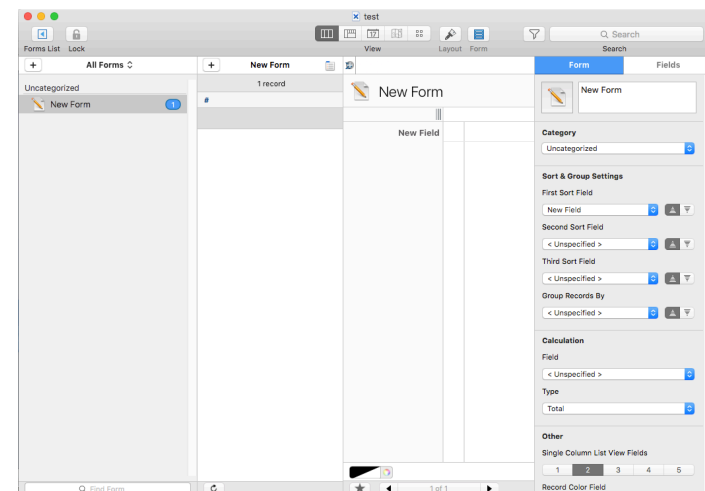 test
Search
Forms List Lock
View
Layout Form
Search
+ All Forms
+ New Form
Form
Fields
Uncategorized
New Form 1
1 record
#
New Form
New Field
New Form
Category
Uncategorized
Sort & Group Settings
First Sort Field
New Field
Second Sort Field
< Unspecified >
Third Sort Field
< Unspecified >
Group Records By
< Unspecified >
Calculation
Field
< Unspecified >
Type
Total
Other
Single Column List View Fields
1 2 3 4 5
Record Color Field
Find Form
1 of 1